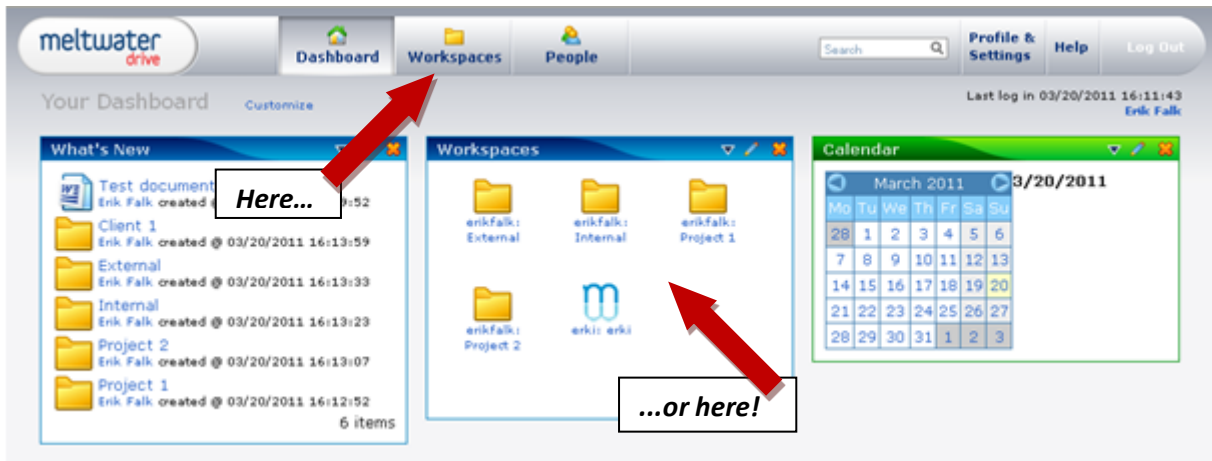 meltwater
drive
Dashboard
Workspaces
People
Search
Profile &
Settings
Help
Log Out
Your Dashboard
Customize
Last log in 03/20/2011 16:11:43
Erik Falk
What's New
Test document
Erik Falk created
9:52
Client 1
Erik Falk created @ 03/20/2011 16:13:59
External
Erik Falk created @ 03/20/2011 16:13:33
Internal
Erik Falk created @ 03/20/2011 16:13:23
Project 2
Erik Falk created @ 03/20/2011 16:13:07
Project 1
Erik Falk created @ 03/20/2011 16:12:52
6 items
Here...
Workspaces
erikfalk:
External
erikfalk:
Internal
erikfalk:
Project 1
erikfalk:
Project 2
erki: erki
...or here!
Calendar
March 2011
3/20/2011
Mo Tu We Th Fr Sa Su
28 1 2 3 4 5 6
7 8 9 10 11 12 13
14 15 16 17 18 19 20
21 22 23 24 25 26 27
28 29 30 31 1 2 3